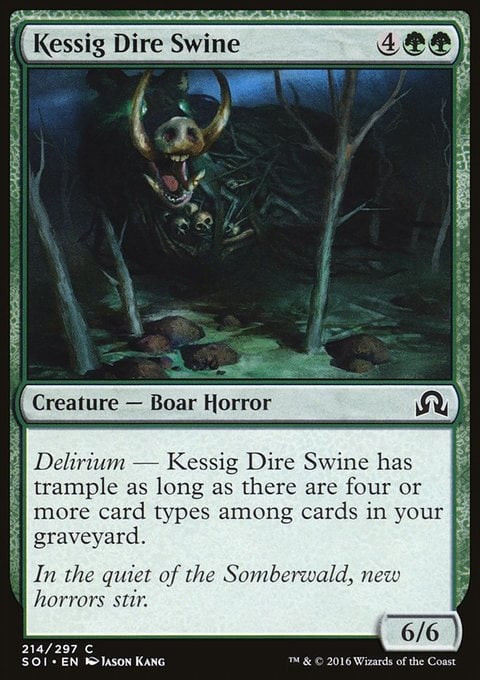 Kessig Dire Swine 4
Creature — Boar Horror
Delirium — Kessig Dire Swine has
trample as long as there are four or
more card types among cards in your
graveyard.
In the quiet of the Somberwald, new
horrors stir.
6/6
214/297 C
SOI • EN Jason Kang
™ & © 2016 Wizards of the Coast